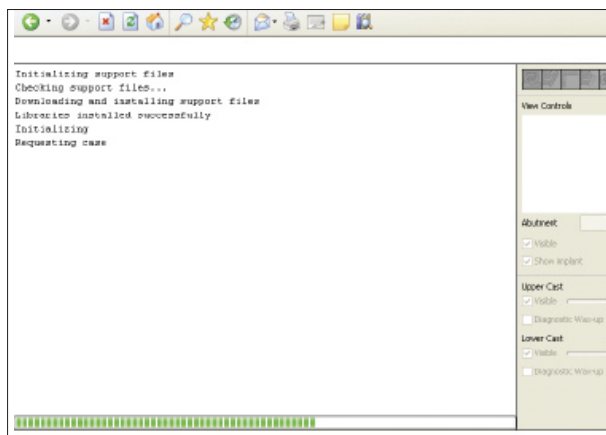 Initializing support files
Checking support files...
Downloading and installing support files
Libraries installed successfully
Initializing
Requesting case
View Controls
Abutment
Visible
Show Implant
Upper Cast
Visible
Diagnostic Wax-up
Lower Cast
Visible
Diagnostic Wax-up